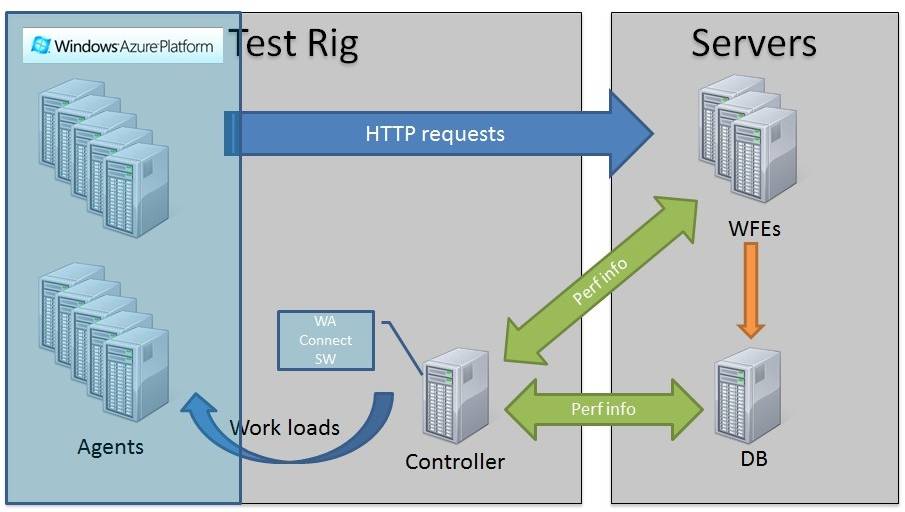 Windows Azure Platform
Test Rig
Servers
HTTP requests
WFEs
Perf info
WA
Connect
SW
Perf info
Work loads
Agents
Controller
DB